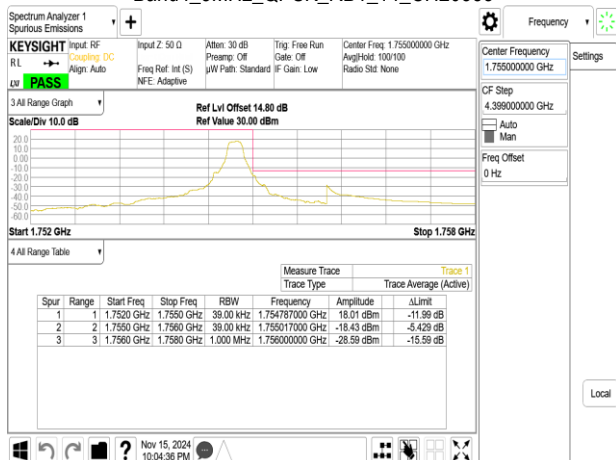 Spectrum Analyzer 1
Spurious Emissions
Frequency
KEYSIGHT
RL
LXI
PASS
Input: RF
Coupling: DC
Align: Auto
Input Z: 50 Ω
Freq Ref: Int (S)
NFE: Adaptive
Atten: 30 dB
Preamp: Off
µW Path: Standard
Trig: Free Run
Gate: Off
IF Gain: Low
Center Freq: 1.755000000 GHz
Avg|Hold: 100/100
Radio Std: None
Center Frequency
1.755000000 GHz
Settings
CF Step
4.399000000 GHz
Auto
Man
Freq Offset
0 Hz
3 All Range Graph
Scale/Div 10.0 dB
Ref Lvl Offset 14.80 dB
Ref Value 30.00 dBm
20.0
10.0
0.00
-10.0
-20.0
-30.0
-40.0
-50.0
-60.0
Start 1.752 GHz
Stop 1.758 GHz
4 All Range Table
Measure Trace Trace 1
Trace Type Trace Average (Active)
Spur Range Start Freq Stop Freq RBW Frequency Amplitude ΔLimit
1 1 1.7520 GHz 1.7550 GHz 39.00 kHz 1.754787000 GHz 18.01 dBm -11.99 dB
2 2 1.7550 GHz 1.7560 GHz 39.00 kHz 1.755017000 GHz -18.43 dBm -5.429 dB
3 3 1.7560 GHz 1.7580 GHz 1.000 MHz 1.756000000 GHz -28.59 dBm -15.59 dB
Local
Nov 15, 2024
10:04:36 PM